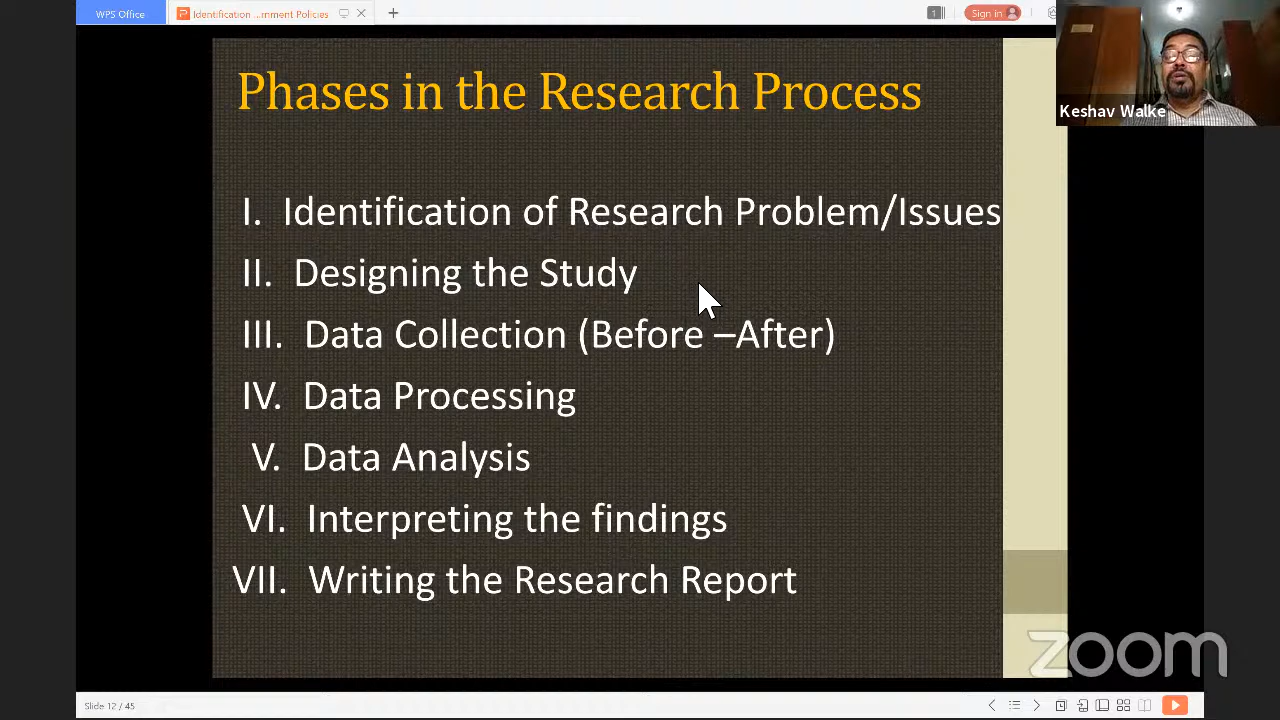 WPS Office
Identification ...rnment Policies
1
Sign in
Phases in the Research Process
Keshav Walke
I. Identification of Research Problem/Issues
II. Designing the Study
III. Data Collection (Before –After)
IV. Data Processing
V. Data Analysis
VI. Interpreting the findings
VII. Writing the Research Report
zoom
Slide 12 / 45